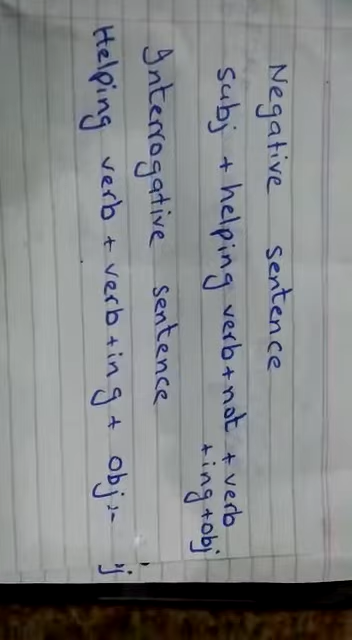 Negative sentence
subj + helping verb + not + verb
+ing+obj
Interrogative sentence
Helping verb + verb+ing + obj:-